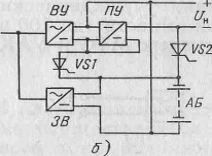 ВУ ПУ +
Uн
−
VS1 VS2
ЗВ АБ
б)